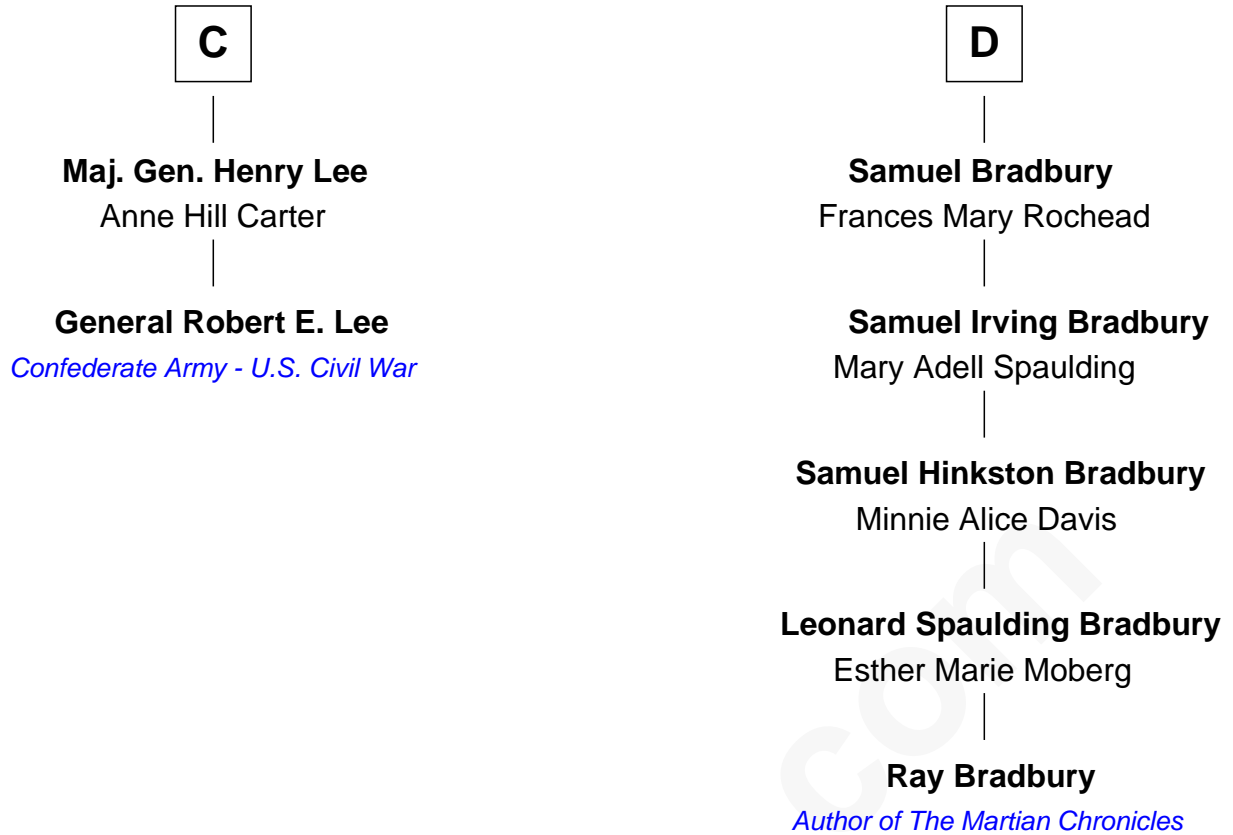 C
Maj. Gen. Henry Lee
Anne Hill Carter
General Robert E. Lee
Confederate Army - U.S. Civil War
D
Samuel Bradbury
Frances Mary Rochead
Samuel Irving Bradbury
Mary Adell Spaulding
Samuel Hinkston Bradbury
Minnie Alice Davis
Leonard Spaulding Bradbury
Esther Marie Moberg
Ray Bradbury
Author of The Martian Chronicles
com